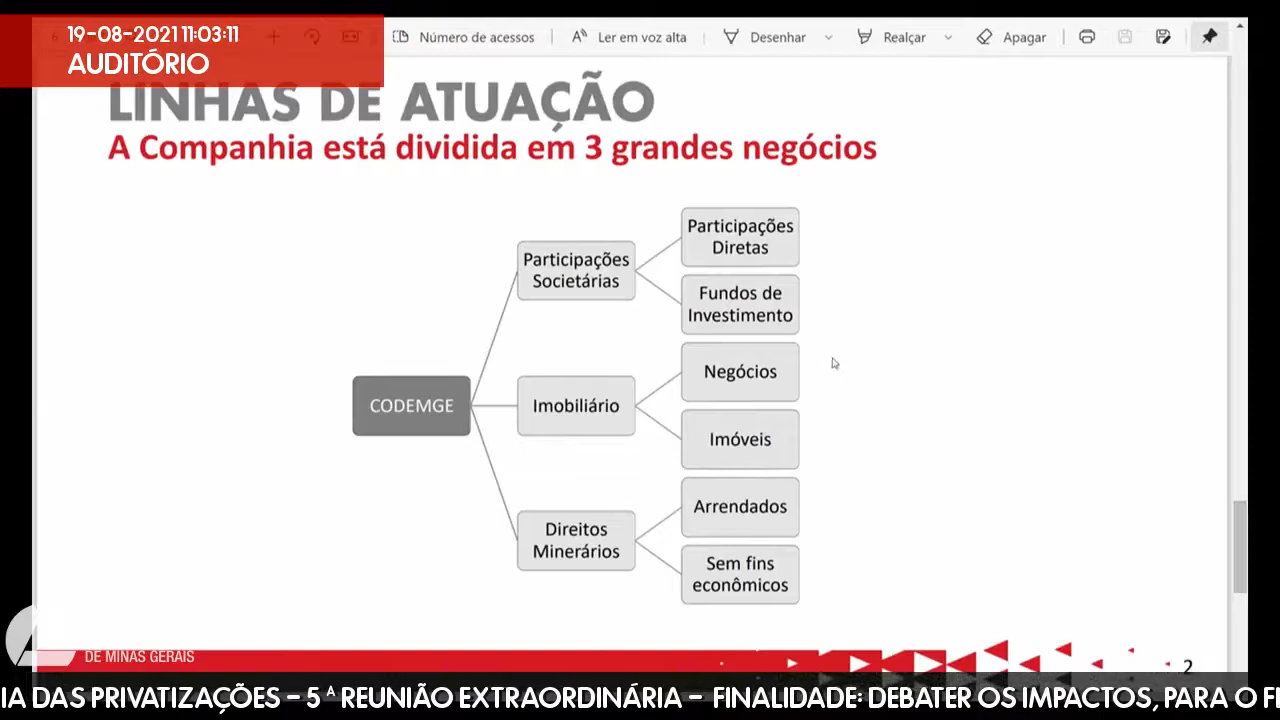 19-08-2021 11:03:11
AUDITÓRIO
Número de acessos
Ler em voz alta
Desenhar
Realçar
Apagar
LINHAS DE ATUAÇÃO
A Companhia está dividida em 3 grandes negócios
CODEMGE
Participações
Societárias
Participações
Diretas
Fundos de
Investimento
Imobiliário
Negócios
Imóveis
Direitos
Minerários
Arrendados
Sem fins
econômicos
DE MINAS GERAIS
2
IA DAS PRIVATIZAÇÕES - 5 ª REUNIÃO EXTRAORDINÁRIA - FINALIDADE: DEBATER OS IMPACTOS, PARA O F